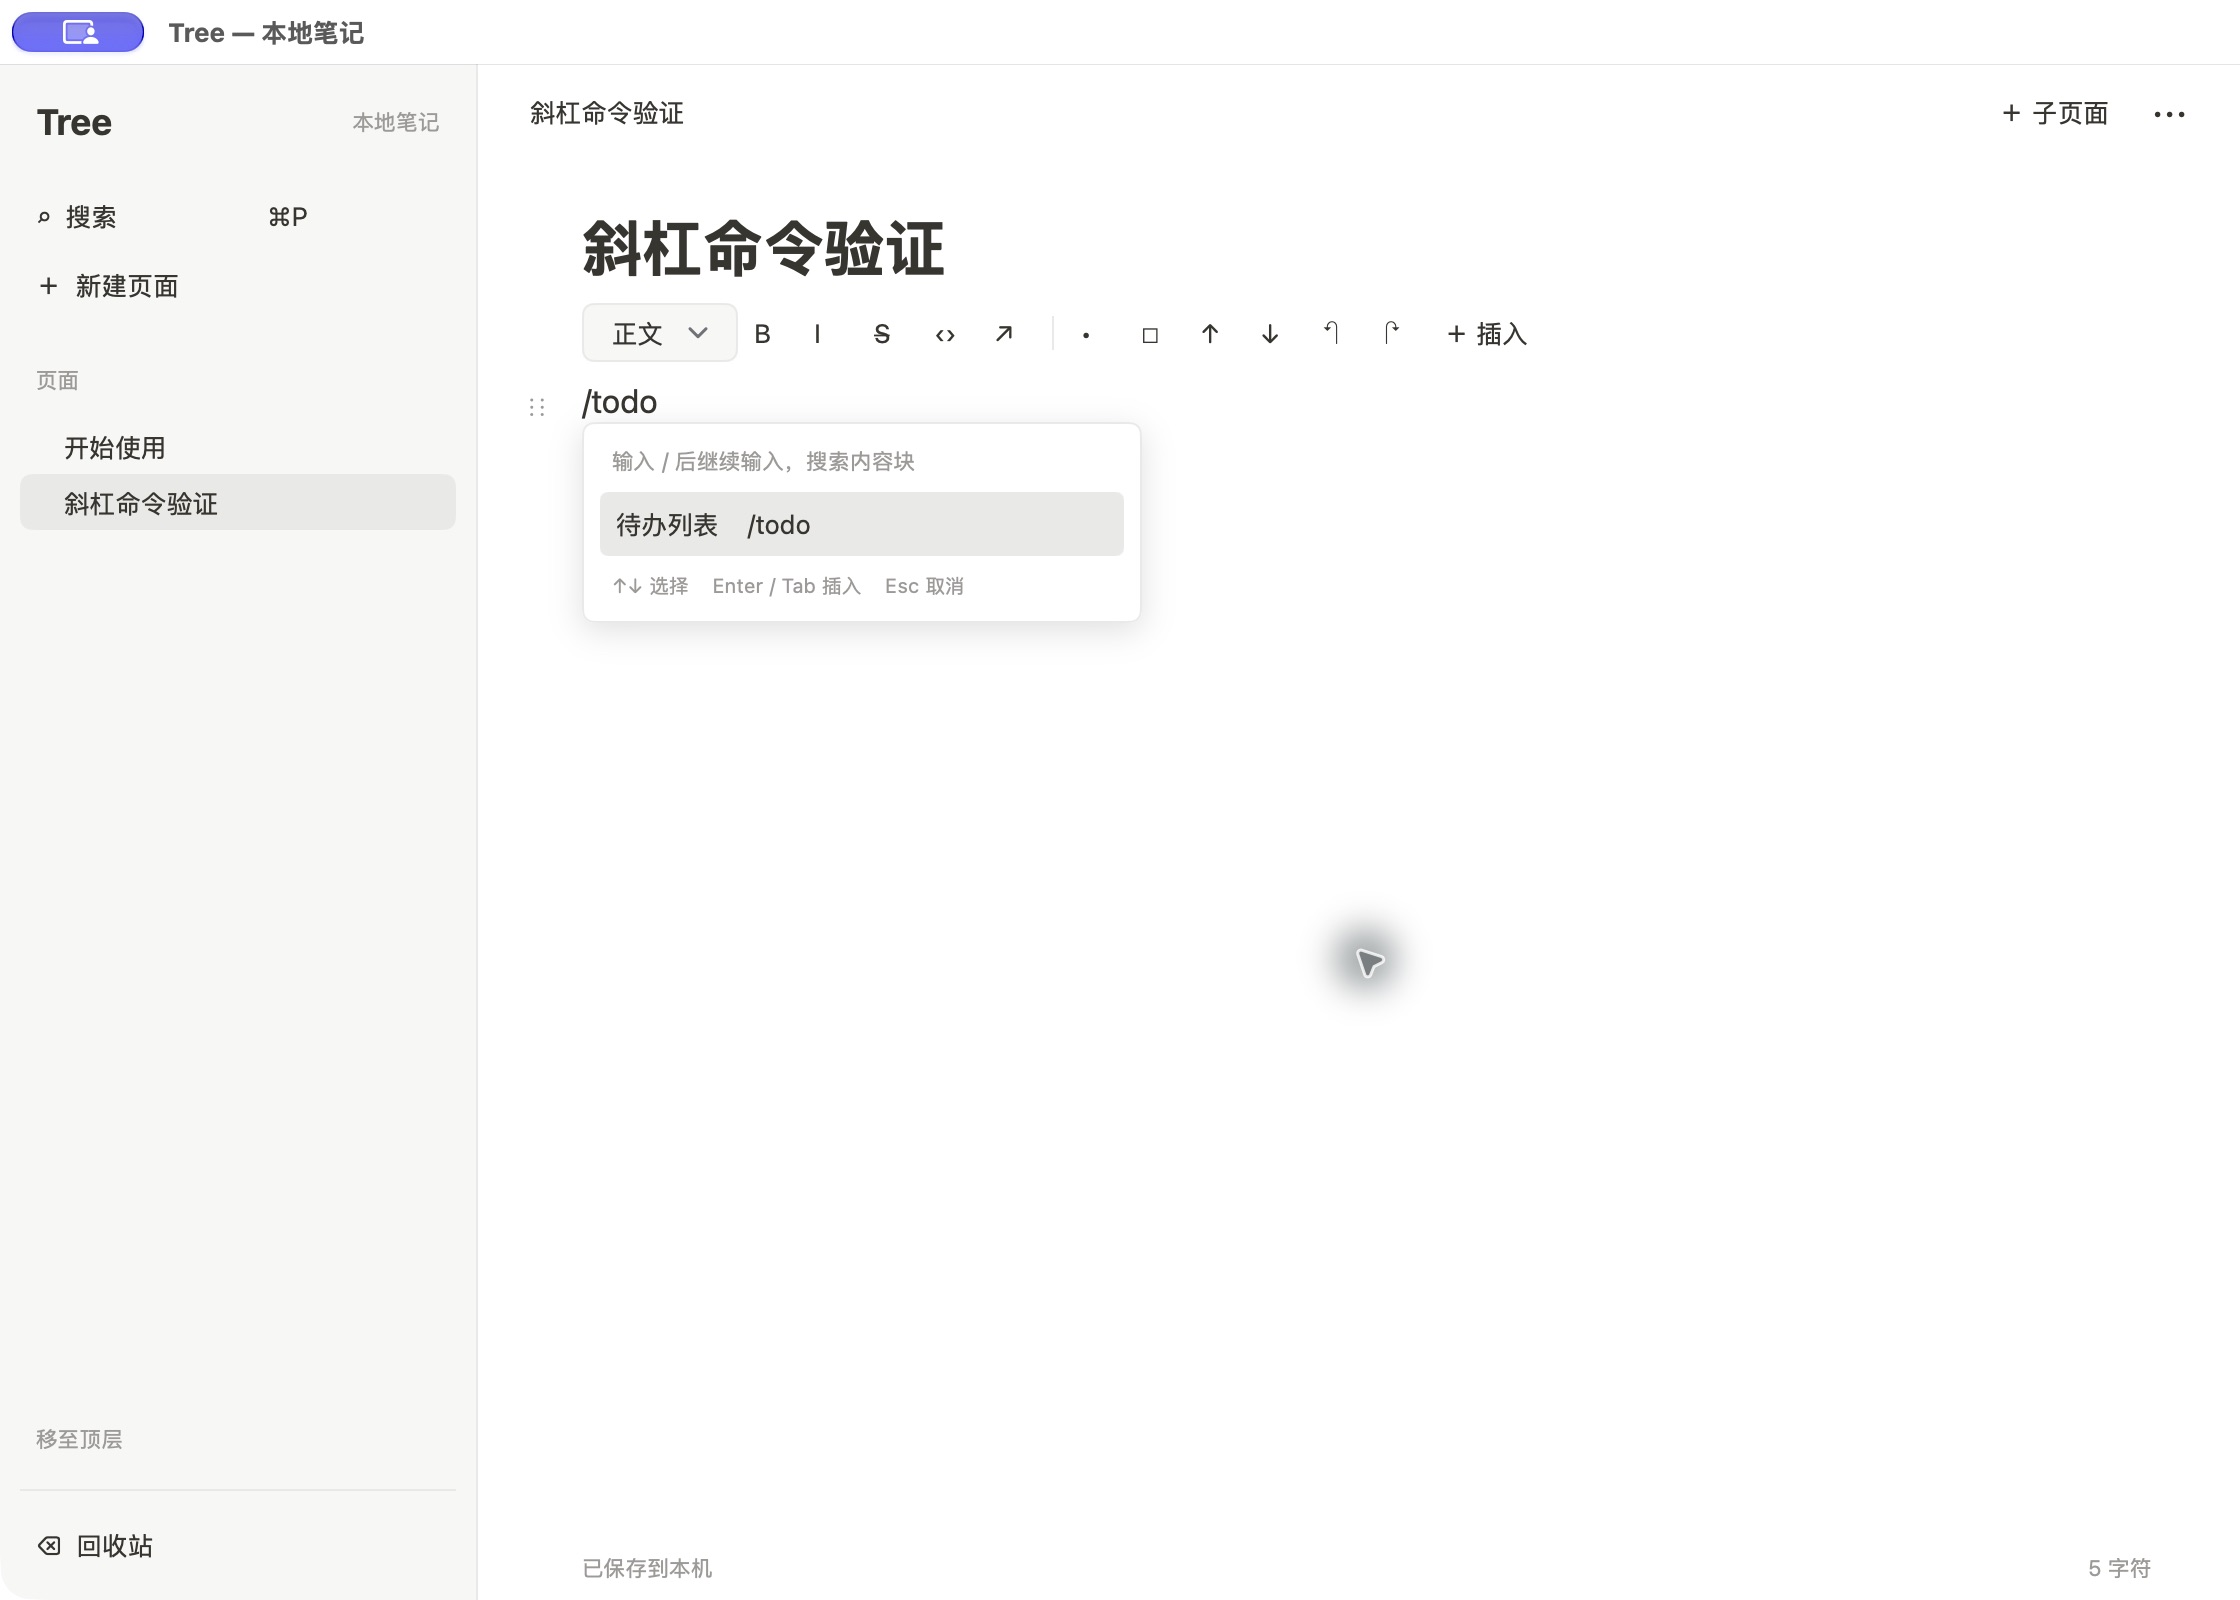 Tree — 本地笔记
Tree 本地笔记
搜索 ⌘P
+ 新建页面
页面
开始使用
斜杠命令验证
移至顶层
回收站
斜杠命令验证
+ 子页面 ···
斜杠命令验证
正文 B I S ‹› ↗ • □ ↑ ↓ + 插入
/todo
输入 / 后继续输入，搜索内容块
待办列表 /todo
↑↓ 选择 Enter / Tab 插入 Esc 取消
已保存到本机
5 字符